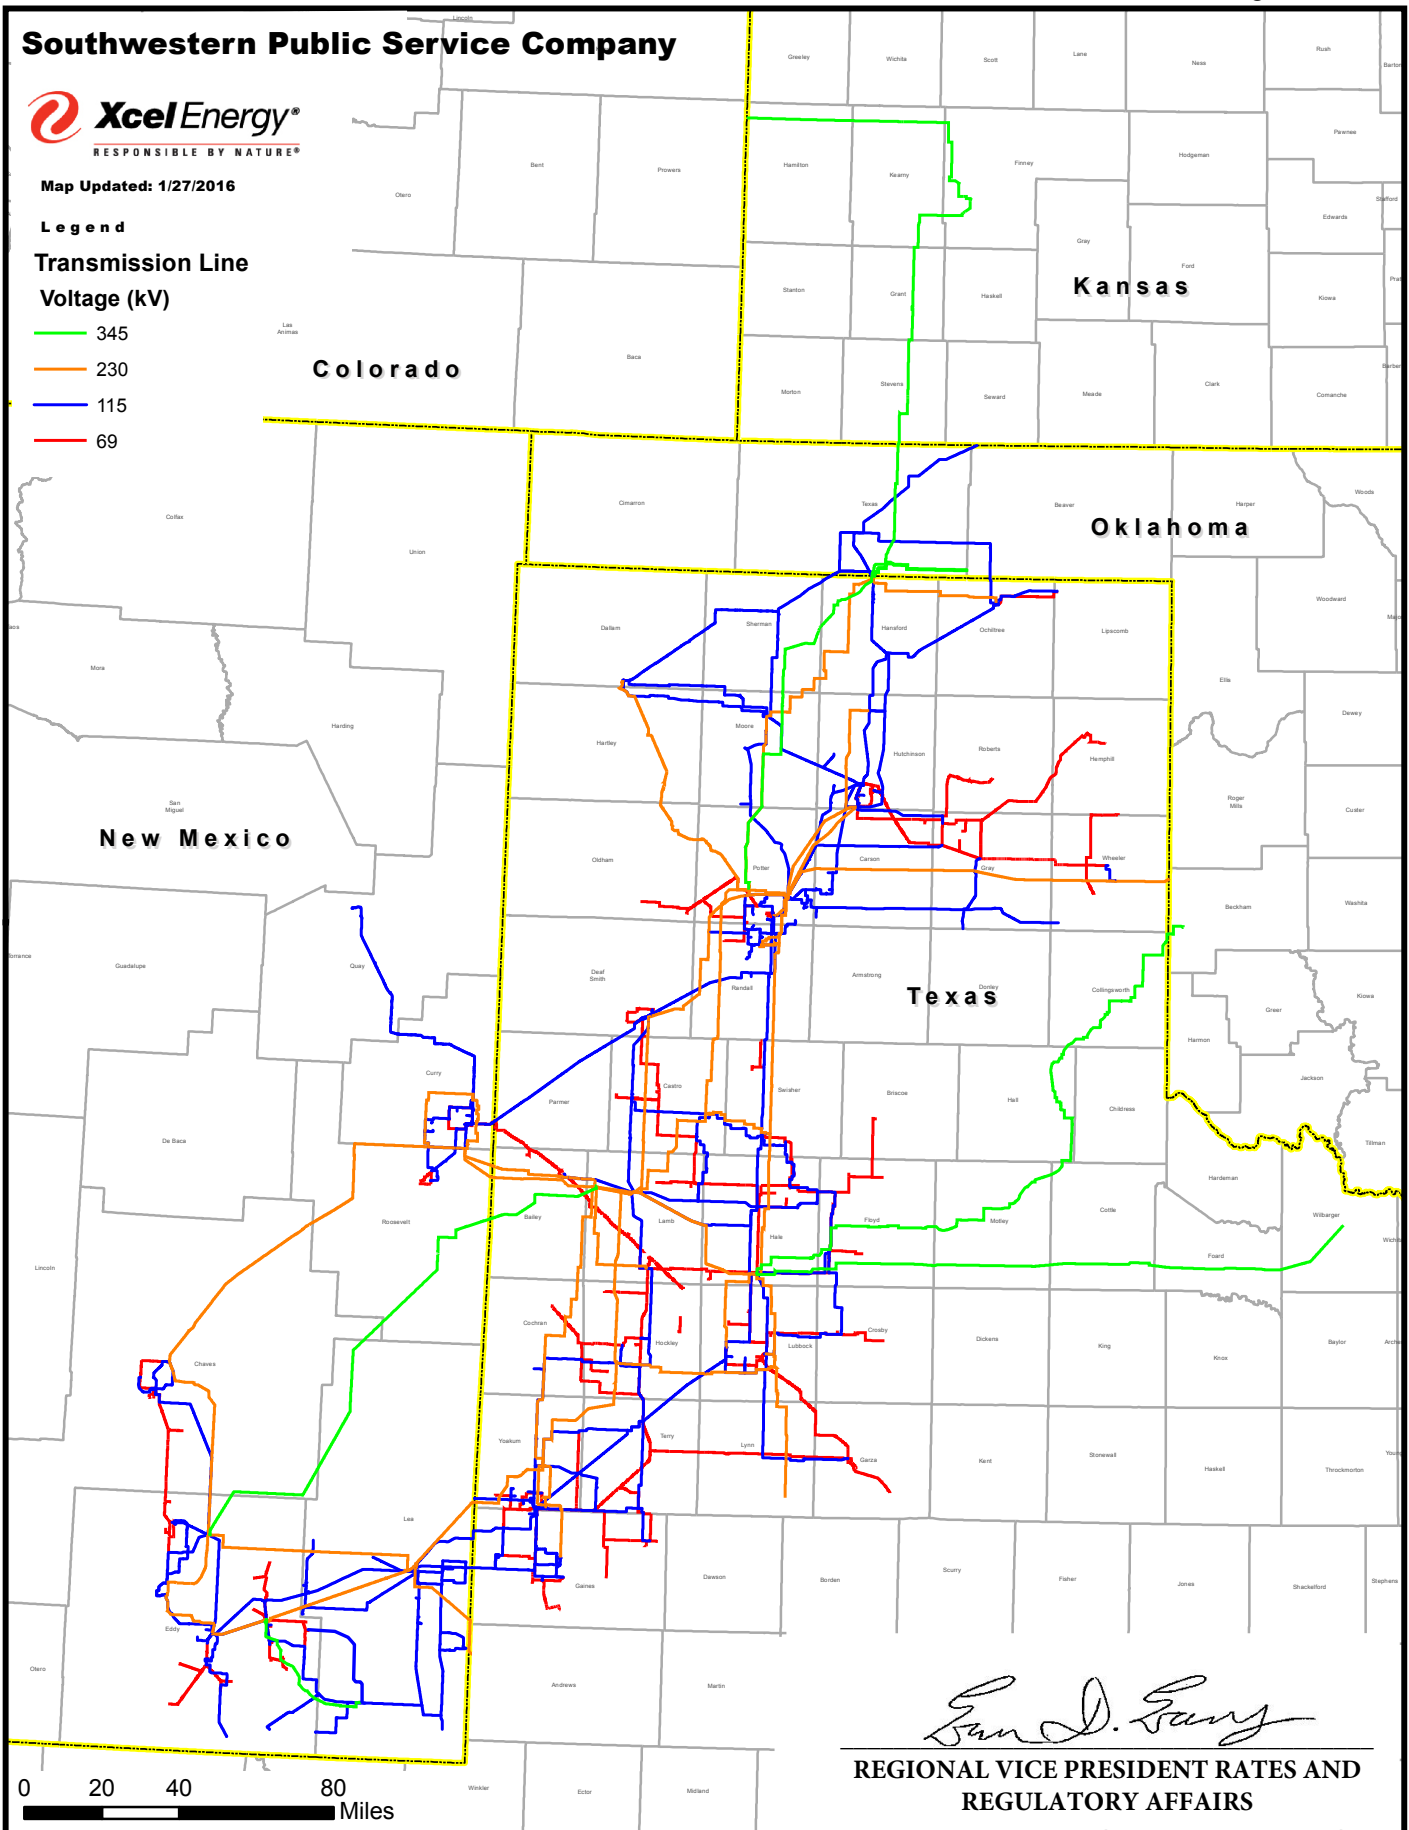 Southwestern Public Service Company
Xcel Energy®
RESPONSIBLE BY NATURE®
Map Updated: 1/27/2016
Legend
Transmission Line
Voltage (kV)
345
230
115
69
Lincoln
Greeley
Wichita
Scott
Lane
Ness
Rush
Barton
Bent
Prowers
Otero
Hamilton
Kearny
Finney
Hodgeman
Pawnee
Stafford
Edwards
Gray
Ford
Kansas
Stanton
Grant
Haskell
Kiowa
Las
Animas
Colorado
Baca
Morton
Stevens
Seward
Meade
Clark
Comanche
Cimarron
Texas
Beaver
Harper
Woods
Oklahoma
Colfax
Union
Woodward
Dallam
Sherman
Hansford
Ochiltree
Lipscomb
Mora
Ellis
Dewey
Harding
Hartley
Moore
Hutchinson
Roberts
Hemphill
San
Miguel
Roger
Mills
Custer
New Mexico
Oldham
Potter
Carson
Gray
Wheeler
Beckham
Washita
Guadalupe
Quay
Deaf
Smith
Randall
Armstrong
Donley
Collingsworth
Texas
Kiowa
Greer
Harmon
Jackson
Curry
Parmer
Castro
Swisher
Briscoe
Hall
Childress
De Baca
Tillman
Hardeman
Roosevelt
Bailey
Lamb
Hale
Floyd
Motley
Cottle
Wilbarger
Foard
Lincoln
Cochran
Hockley
Lubbock
Crosby
Dickens
King
Knox
Baylor
Chaves
Yoakum
Terry
Lynn
Garza
Kent
Stonewall
Haskell
Throckmorton
Lea
Gaines
Dawson
Borden
Scurry
Fisher
Jones
Shackelford
Stephens
Eddy
Otero
Andrews
Martin
Winkler
Ector
Midland
0 20 40 80
Miles
REGIONAL VICE PRESIDENT RATES AND
REGULATORY AFFAIRS